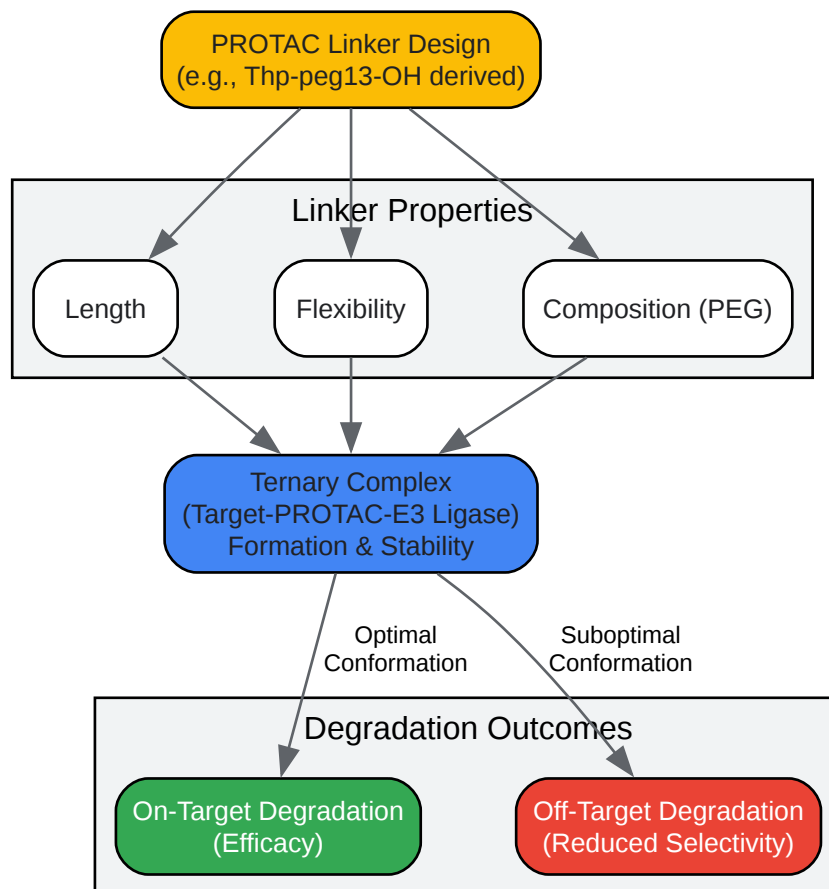 PROTAC Linker Design
(e.g., Thp-peg13-OH derived)
Linker Properties
Length
Flexibility
Composition (PEG)
Ternary Complex
(Target-PROTAC-E3 Ligase)
Formation & Stability
Optimal
Conformation
Suboptimal
Conformation
Degradation Outcomes
On-Target Degradation
(Efficacy)
Off-Target Degradation
(Reduced Selectivity)